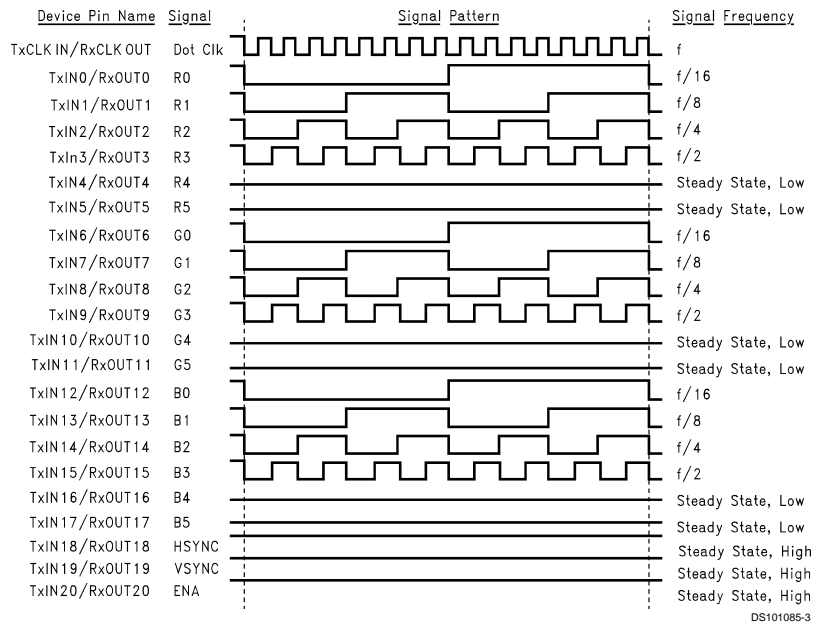 Device Pin Name Signal Signal Pattern Signal Frequency
TxCLK IN/RxCLK OUT Dot Clk f
TxIN0/RxOUT0 R0 f/16
TxIN1/RxOUT1 R1 f/8
TxIN2/RxOUT2 R2 f/4
TxIn3/RxOUT3 R3 f/2
TxIN4/RxOUT4 R4 Steady State, Low
TxIN5/RxOUT5 R5 Steady State, Low
TxIN6/RxOUT6 G0 f/16
TxIN7/RxOUT7 G1 f/8
TxIN8/RxOUT8 G2 f/4
TxIN9/RxOUT9 G3 f/2
TxIN10/RxOUT10 G4 Steady State, Low
TxIN11/RxOUT11 G5 Steady State, Low
TxIN12/RxOUT12 B0 f/16
TxIN13/RxOUT13 B1 f/8
TxIN14/RxOUT14 B2 f/4
TxIN15/RxOUT15 B3 f/2
TxIN16/RxOUT16 B4 Steady State, Low
TxIN17/RxOUT17 B5 Steady State, Low
TxIN18/RxOUT18 HSYNC Steady State, High
TxIN19/RxOUT19 VSYNC Steady State, High
TxIN20/RxOUT20 ENA Steady State, High
DS101085-3